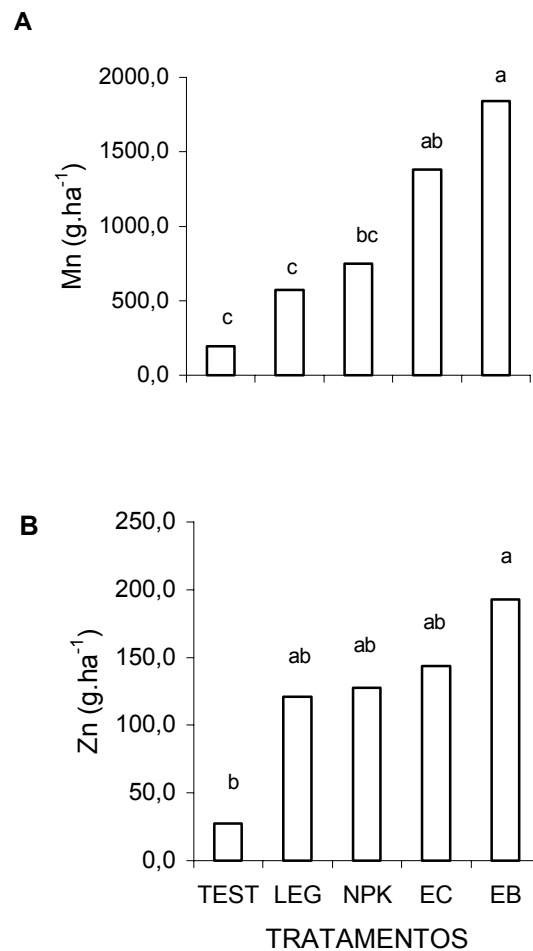 A
2000,0
1500,0
1000,0
500,0
0,0
Mn (g.ha⁻¹)
c
c
bc
ab
a
B
250,0
200,0
150,0
100,0
50,0
0,0
Zn (g.ha⁻¹)
b
ab
ab
ab
a
TEST LEG NPK EC EB
TRATAMENTOS